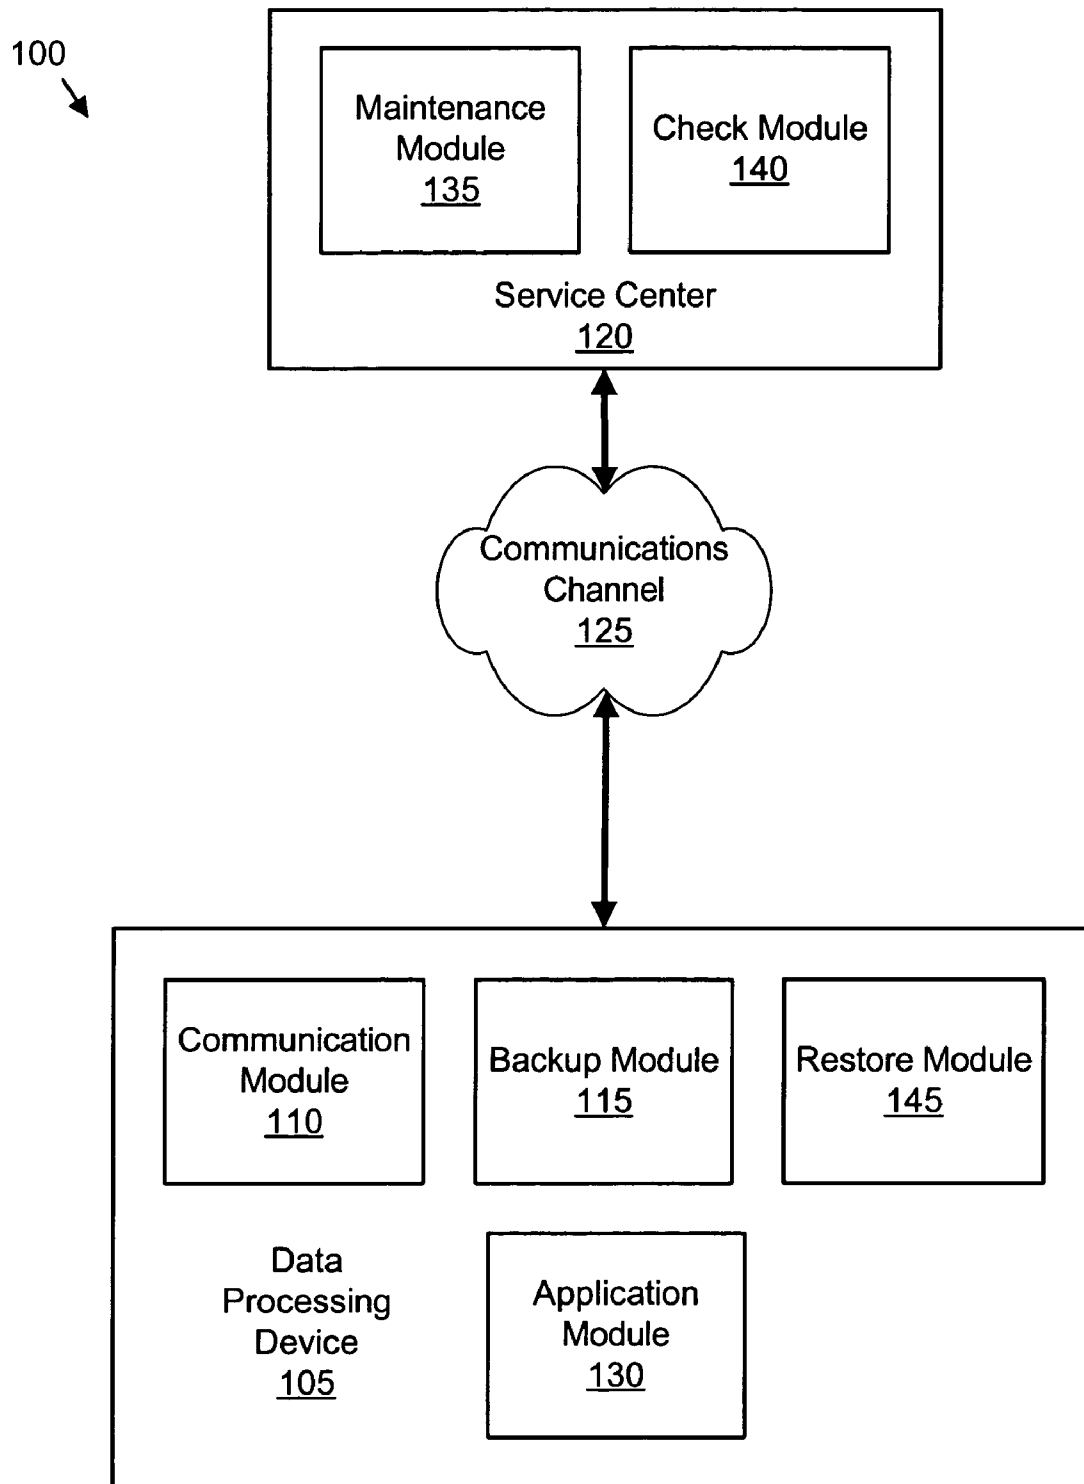 100
Maintenance
Module
135
Check Module
140
Service Center
120
Communications
Channel
125
Communication
Module
110
Backup Module
115
Restore Module
145
Data
Processing
Device
105
Application
Module
130